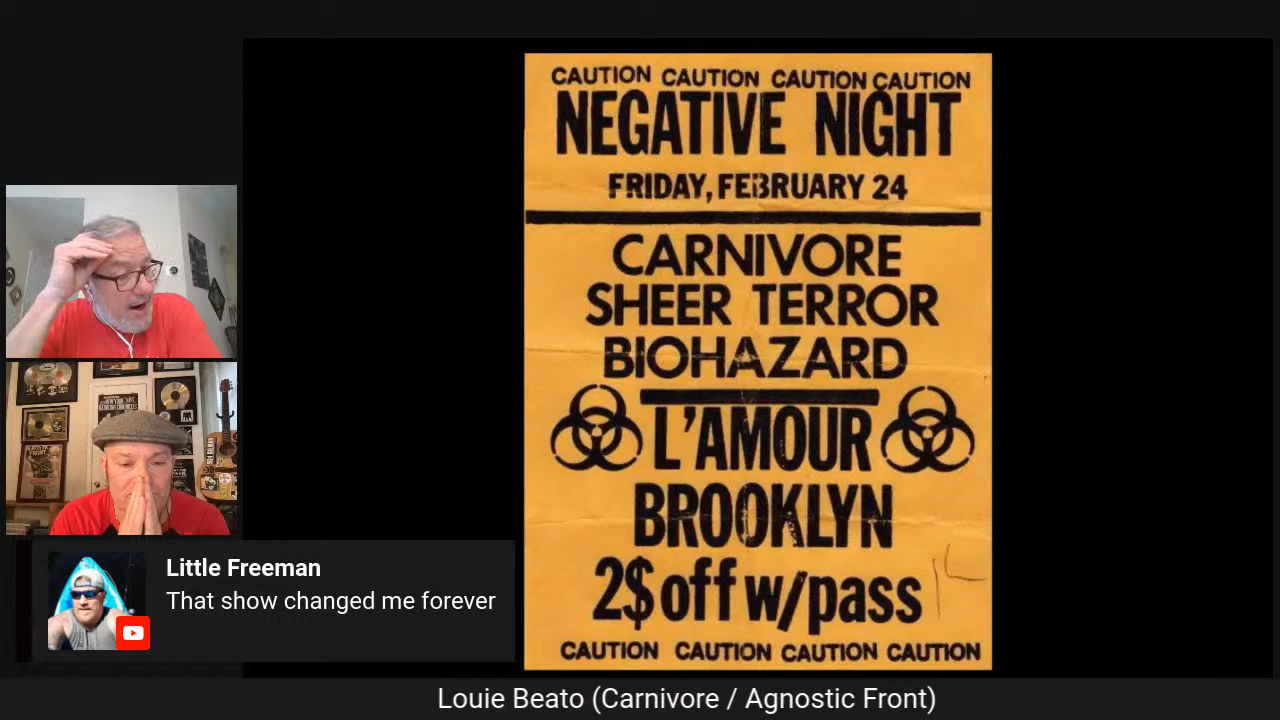 CAUTION CAUTION CAUTION CAUTION
NEGATIVE NIGHT
FRIDAY, FEBRUARY 24
CARNIVORE
SHEER TERROR
BIOHAZARD
L'AMOUR
BROOKLYN
2$ off w/pass
CAUTION CAUTION CAUTION CAUTION
Little Freeman
That show changed me forever
Louie Beato (Carnivore / Agnostic Front)